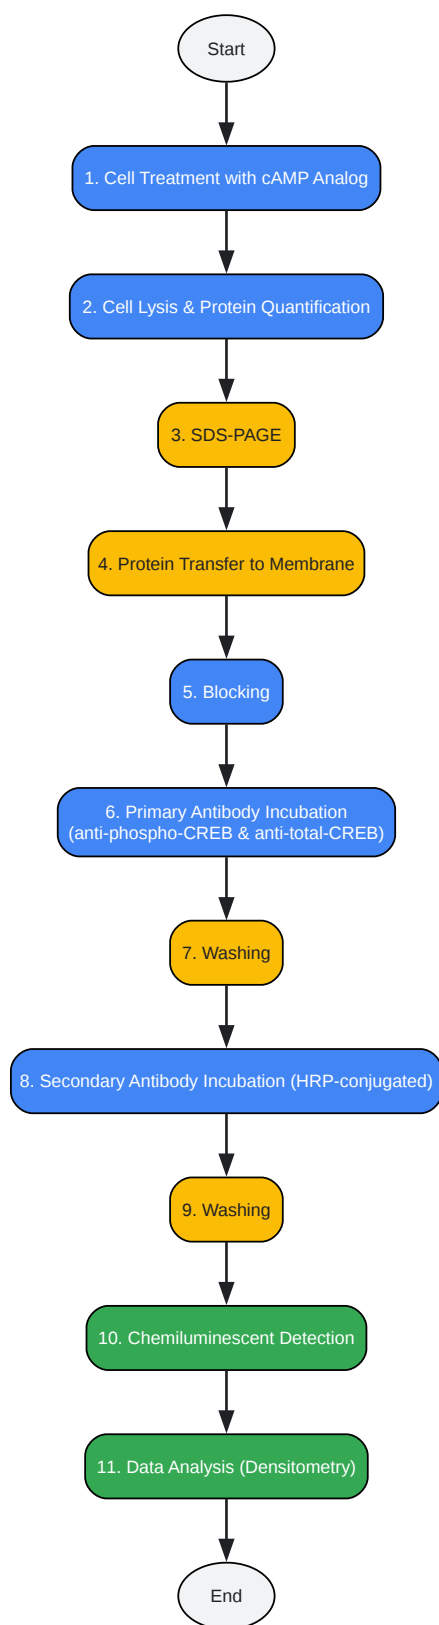 Start
1. Cell Treatment with cAMP Analog
2. Cell Lysis & Protein Quantification
3. SDS-PAGE
4. Protein Transfer to Membrane
5. Blocking
6. Primary Antibody Incubation
(anti-phospho-CREB & anti-total-CREB)
7. Washing
8. Secondary Antibody Incubation (HRP-conjugated)
9. Washing
10. Chemiluminescent Detection
11. Data Analysis (Densitometry)
End